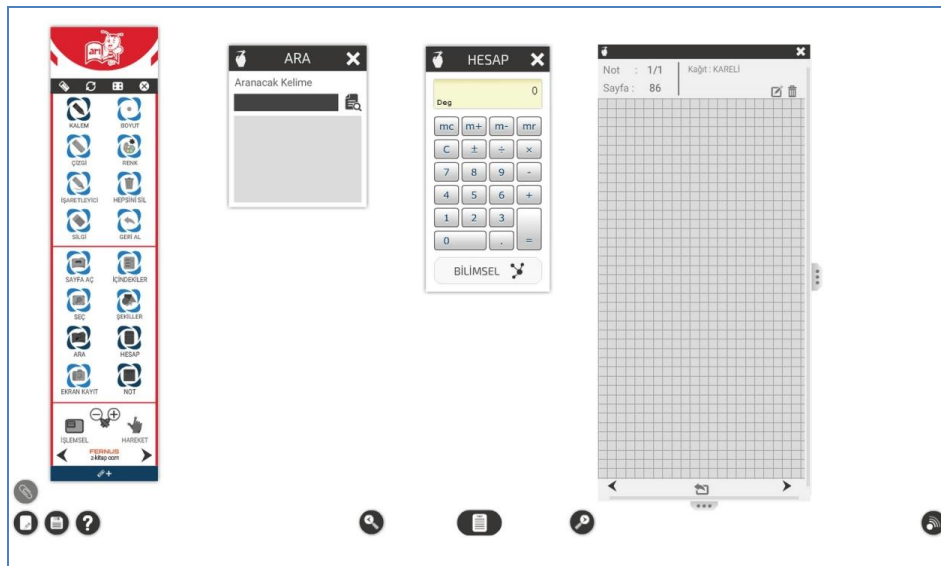 arı
KALEM BOYUT
ÇİZGİ RENK
İŞARETLEYİCİ HEPSİNİ SİL
SİLGİ GERİ AL
SAYFA AÇ İÇİNDEKİLER
SEÇ ŞEKİLLER
ARA HESAP
EKRAN KAYIT NOT
İŞLEMSEL HAREKET
FERNUS
z-kitap.com
ARA
Aranacak Kelime
HESAP
0
Deg
mc m+ m- mr
C ± ÷ ×
7 8 9 -
4 5 6 +
1 2 3
0 . =
BİLİMSEL
Not : 1/1 Kağıt : KARELİ
Sayfa : 86
?